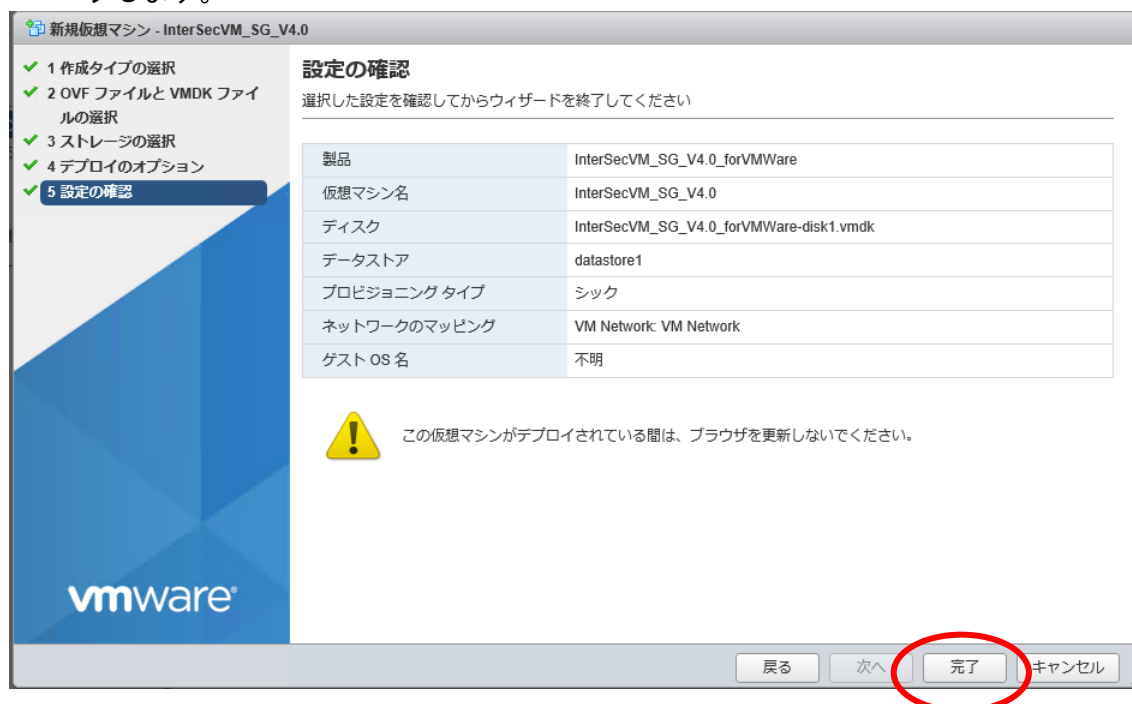 クします。
新規仮想マシン - InterSecVM_SG_V4.0
1 作成タイプの選択
2 OVF ファイルと VMDK ファイ
ルの選択
3 ストレージの選択
4 デプロイのオプション
5 設定の確認
設定の確認
選択した設定を確認してからウィザードを終了してください
製品 InterSecVM_SG_V4.0_forVMWare
仮想マシン名 InterSecVM_SG_V4.0
ディスク InterSecVM_SG_V4.0_forVMWare-disk1.vmdk
データストア datastore1
プロビジョニング タイプ シック
ネットワークのマッピング VM Network: VM Network
ゲスト OS 名 不明
この仮想マシンがデプロイされている間は、ブラウザを更新しないでください。
vmware®
戻る 次へ 完了 キャンセル